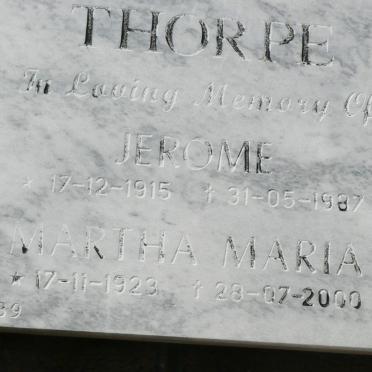 THORPE
In Loving Memory Of
JEROME
* 17-12-1915 † 31-05-1987
MARTHA MARIA
* 17-11-1923 † 28-07-2000
39